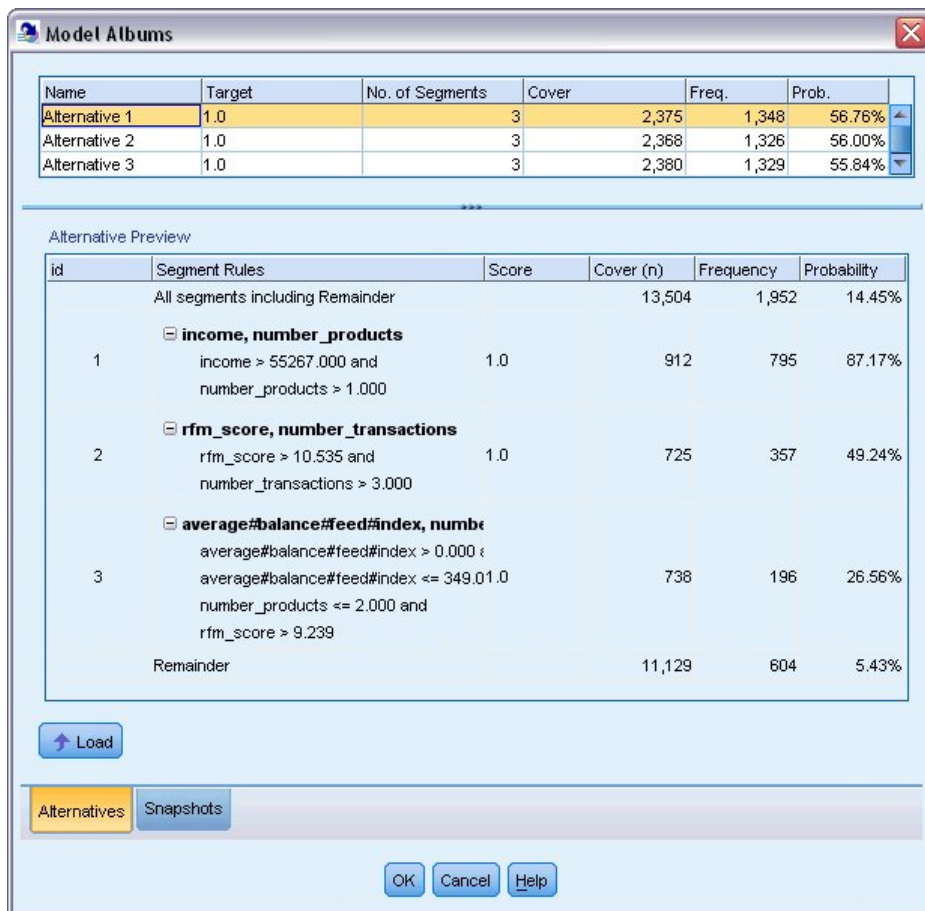 Model Albums
Name Target No. of Segments Cover Freq. Prob.
Alternative 1 1.0 3 2,375 1,348 56.76%
Alternative 2 1.0 3 2,368 1,326 56.00%
Alternative 3 1.0 3 2,380 1,329 55.84%
Alternative Preview
id Segment Rules Score Cover (n) Frequency Probability
All segments including Remainder 13,504 1,952 14.45%
income, number_products
income > 55267.000 and
1 1.0 912 795 87.17%
number_products > 1.000
rfm_score, number_transactions
rfm_score > 10.535 and
2 1.0 725 357 49.24%
number_transactions > 3.000
average#balance#feed#index, numbe
average#balance#feed#index > 0.000 a
average#balance#feed#index <= 349.0
3 1.0 738 196 26.56%
number_products <= 2.000 and
rfm_score > 9.239
Remainder 11,129 604 5.43%
Load
Alternatives Snapshots
OK Cancel Help